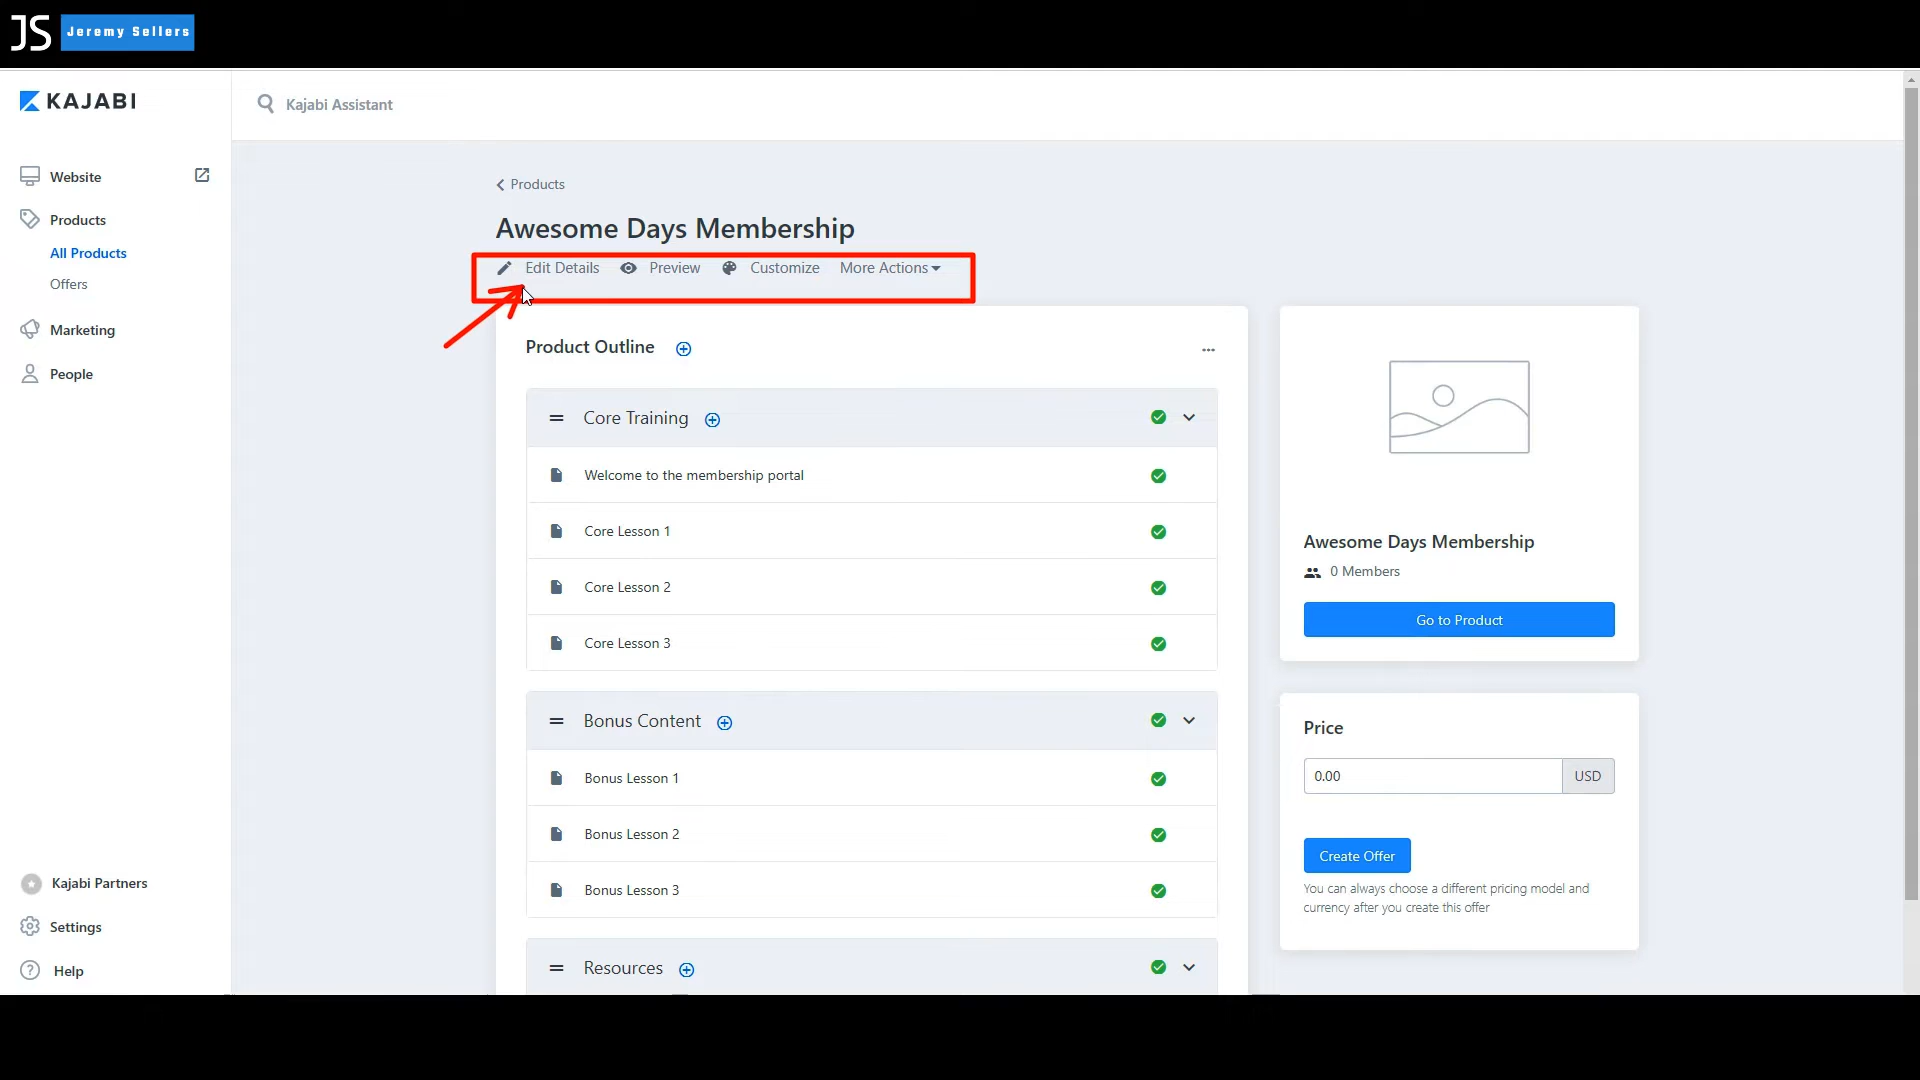 JS Jeremy Sellers
KAJABI
Kajabi Assistant
Website
Products
All Products
Offers
Marketing
People
Kajabi Partners
Settings
? Help
Products
Awesome Days Membership
Edit Details Preview Customize More Actions
Product Outline
Core Training
Welcome to the membership portal
Core Lesson 1
Core Lesson 2
Core Lesson 3
Bonus Content
Bonus Lesson 1
Bonus Lesson 2
Bonus Lesson 3
Resources
Awesome Days Membership
0 Members
Go to Product
Price
0.00 USD
Create Offer
You can always choose a different pricing model and
currency after you create this offer